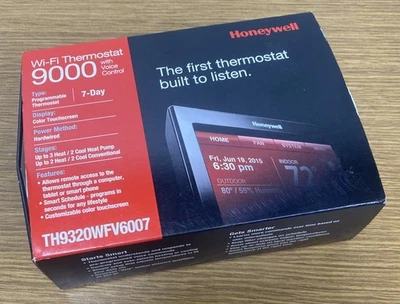 Honeywell
Wi-Fi Thermostat
9000 with Voice Control
The first thermostat
built to listen.
Type:
Programmable
Thermostat
7-Day
Display:
Color Touchscreen
Power Method:
Hardwired
Stages:
Up to 3 Heat / 2 Cool Heat Pump
Up to 2 Heat / 2 Cool Conventional
Features:
• Allows remote access to the
thermostat through a computer,
tablet or smart phone
• Smart Schedule - programs in
seconds for any lifestyle
• Customizable color touchscreen
TH9320WFV6007
Honeywell
HOME FAN SYSTEM
Fri, Jun 19, 2015
6:30 pm
INDOOR
OUTDOOR
Starts Smart
Gets Smarter